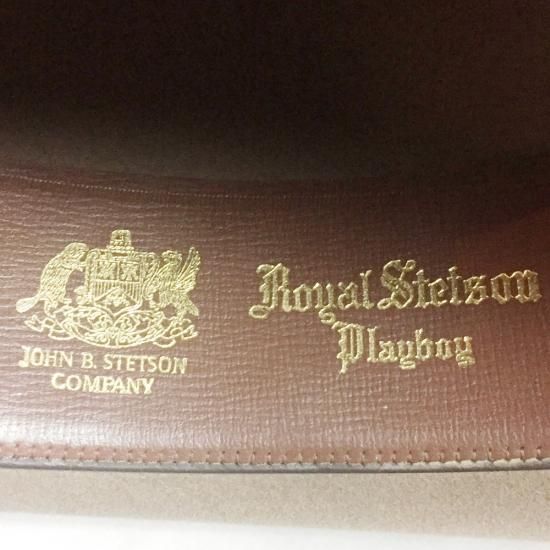 JOHN B. STETSON
COMPANY
Royal Stetson
Playboy